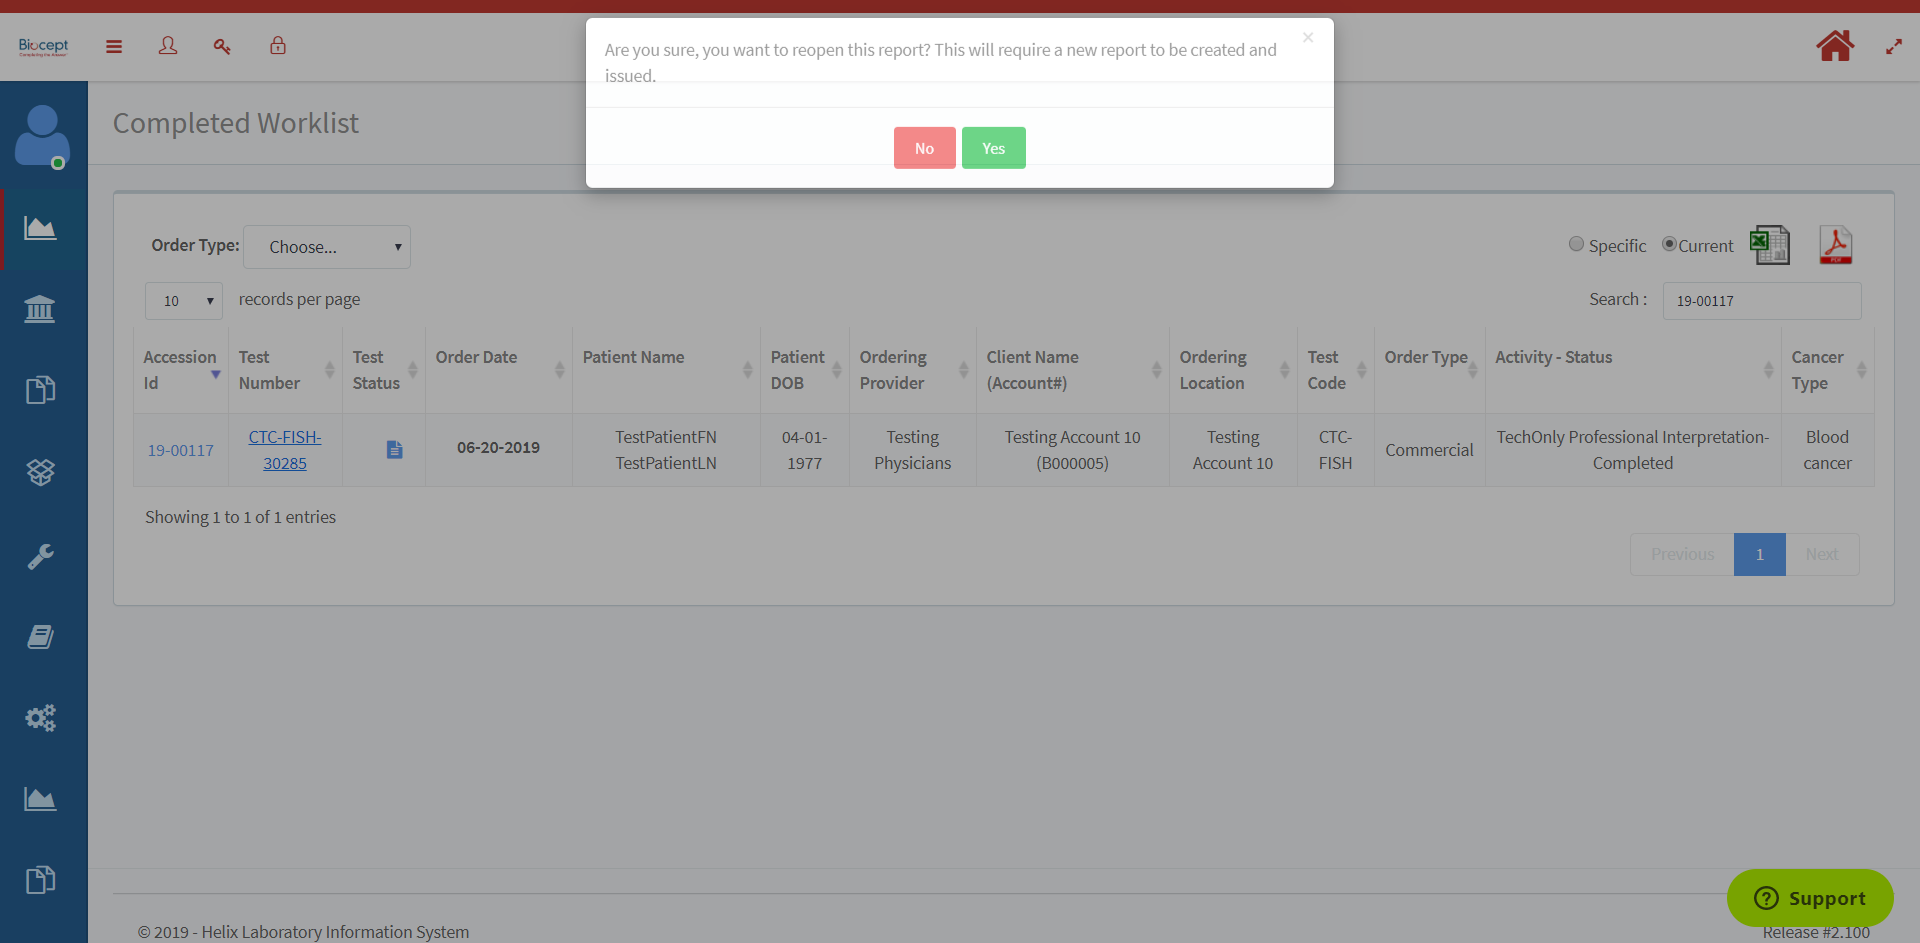 Biocept
Are you sure, you want to reopen this report? This will require a new report to be created and
issued.
×
No
Yes
Completed Worklist
Order Type:
Choose...
Specific
Current
PDF
10
records per page
Search :
19-00117
Accession
Id
Test
Number
Test
Status
Order Date
Patient Name
Patient
DOB
Ordering
Provider
Client Name
(Account#)
Ordering
Location
Test
Code
Order Type
Activity - Status
Cancer
Type
19-00117
CTC-FISH-
30285
06-20-2019
TestPatientFN
TestPatientLN
04-01-
1977
Testing
Physicians
Testing Account 10
(B000005)
Testing
Account 10
CTC-
FISH
Commercial
TechOnly Professional Interpretation-
Completed
Blood
cancer
Showing 1 to 1 of 1 entries
Previous
1
Next
Support
© 2019 - Helix Laboratory Information System
Release #2.100